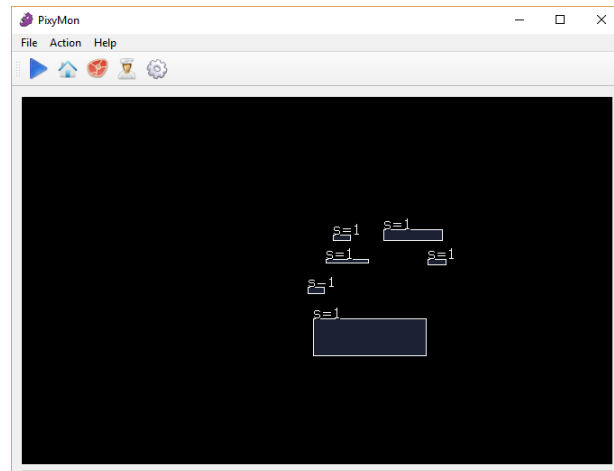 PixyMon
File Action Help
s=1 s=1
s=1 s=1
s=1
s=1